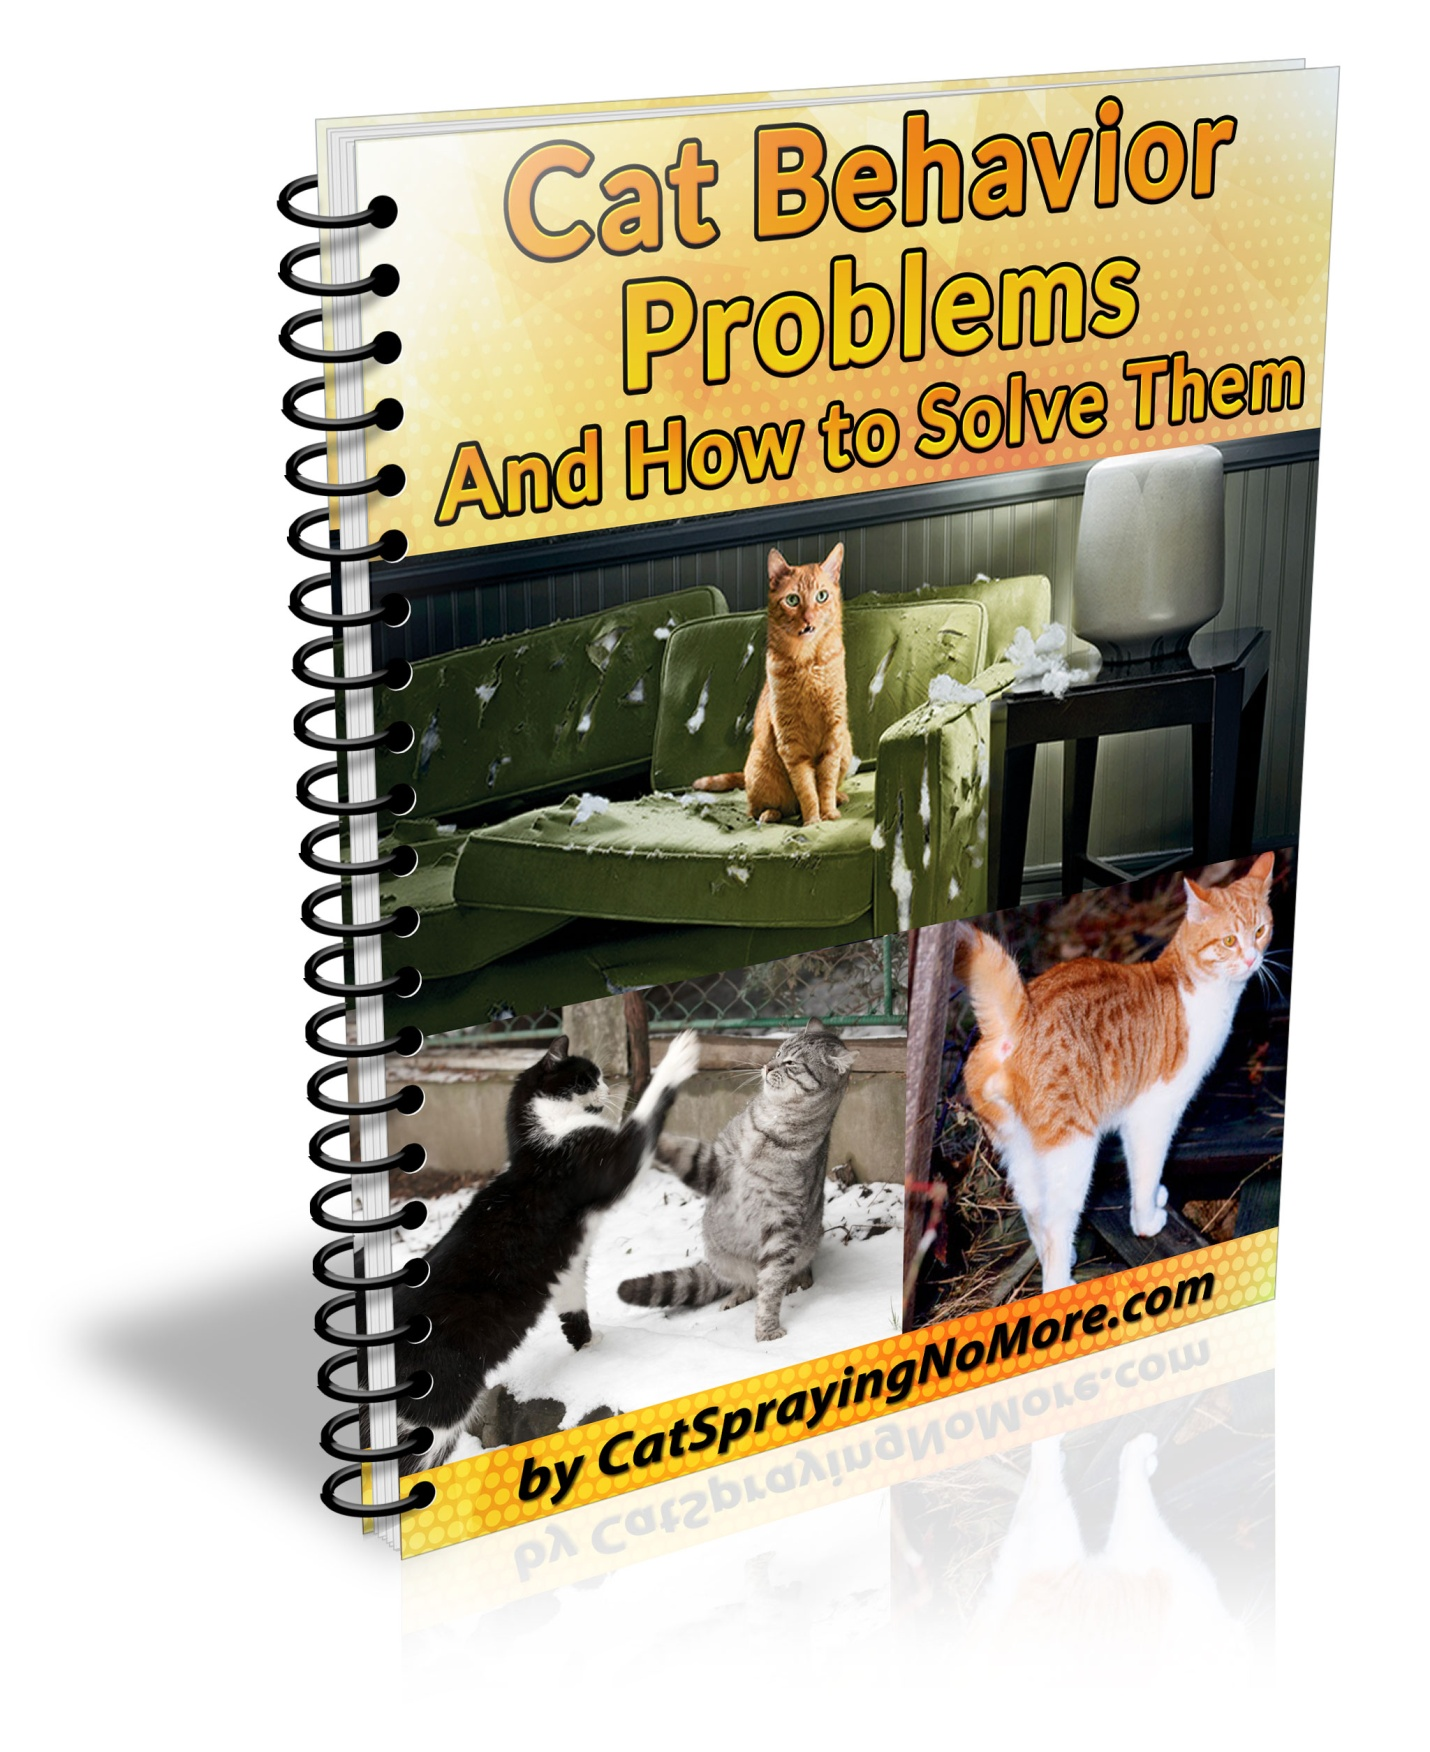 Cat Behavior
Problems
And How to Solve Them
by CatSprayingNoMore.com